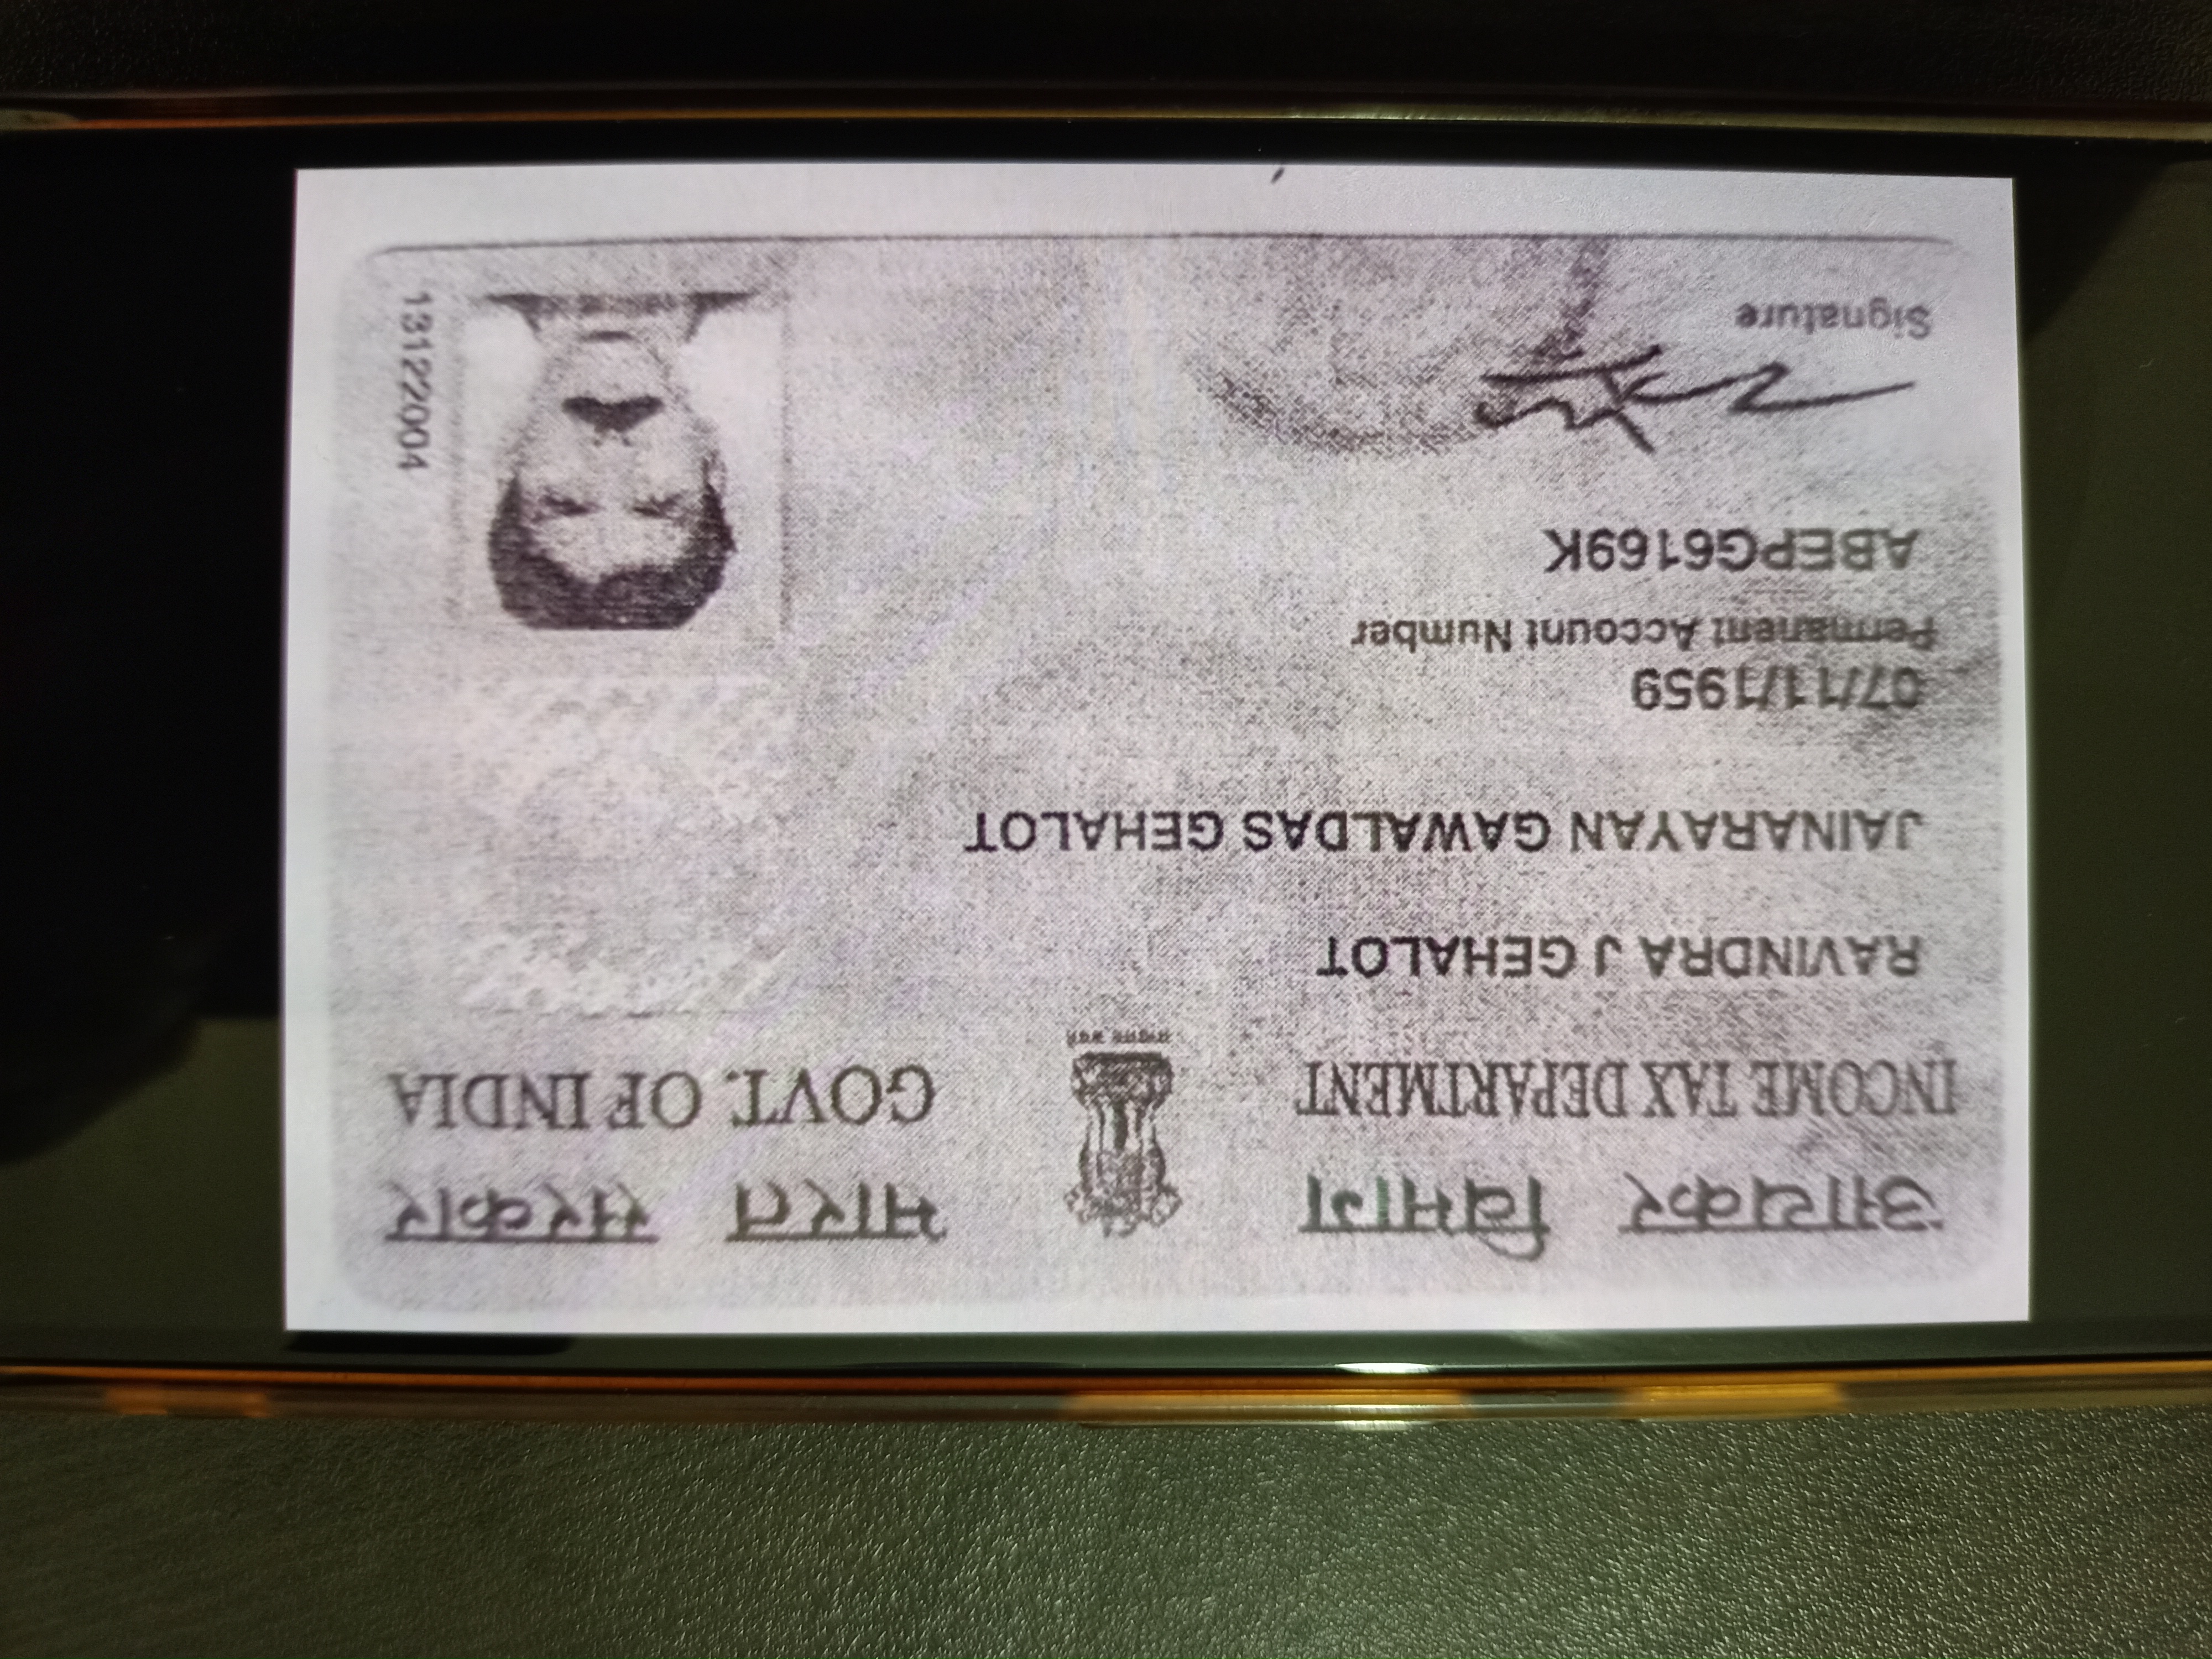 आयकर विभाग
INCOME TAX DEPARTMENT
भारत सरकार
GOVT. OF INDIA
RAVINDRA J GEHALOT
JAINARAYAN GAWALDAS GEHALOT
07/11/1959
Permanent Account Number
ABEPG6169K
Signature
13122004